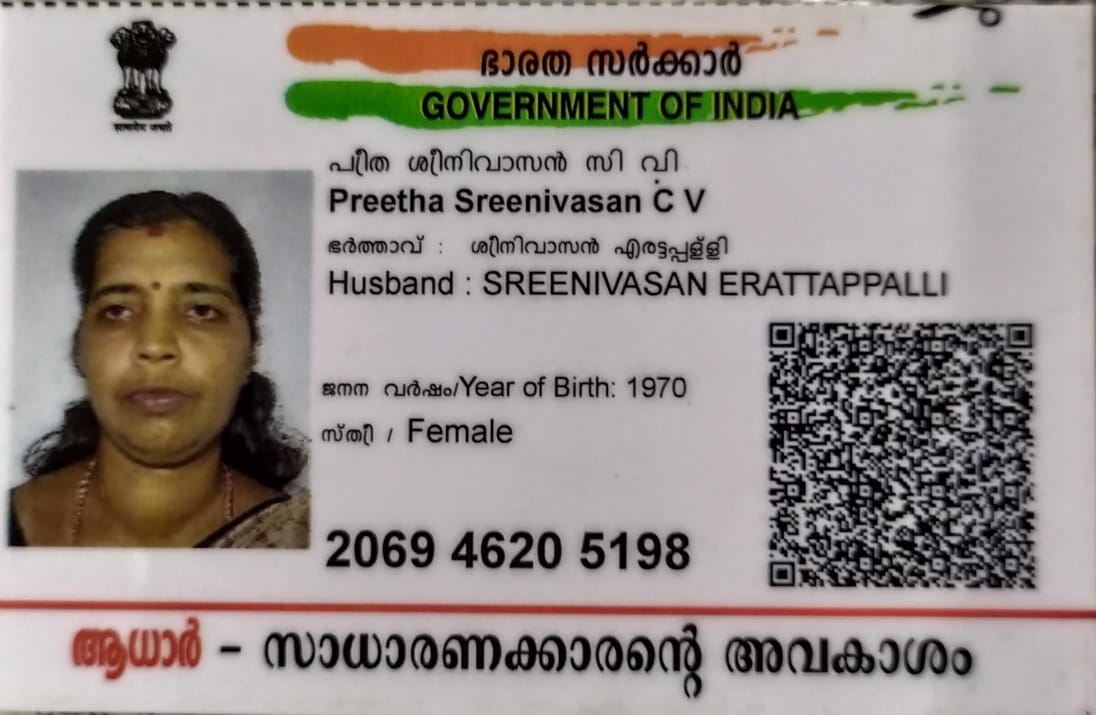 सत्यमेव जयते
ഭാരത സർക്കാർ
GOVERNMENT OF INDIA
പ്രീത ശ്രീനിവാസൻ സി വി
Preetha Sreenivasan C V
ഭർത്താവ് : ശ്രീനിവാസൻ എരട്ടപ്പള്ളി
Husband : SREENIVASAN ERATTAPPALLI
ജനന വർഷം/Year of Birth: 1970
സ്ത്രീ / Female
2069 4620 5198
ആധാർ - സാധാരണക്കാരന്റെ അവകാശം